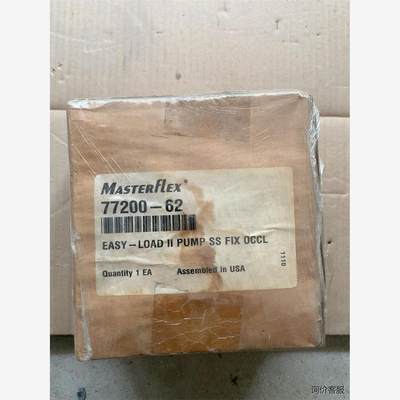 MASTERFLEX®
77200-62
EASY-LOAD II PUMP SS FIX OCCL
Quantity 1 EA Assembled in USA
1110
询价客服